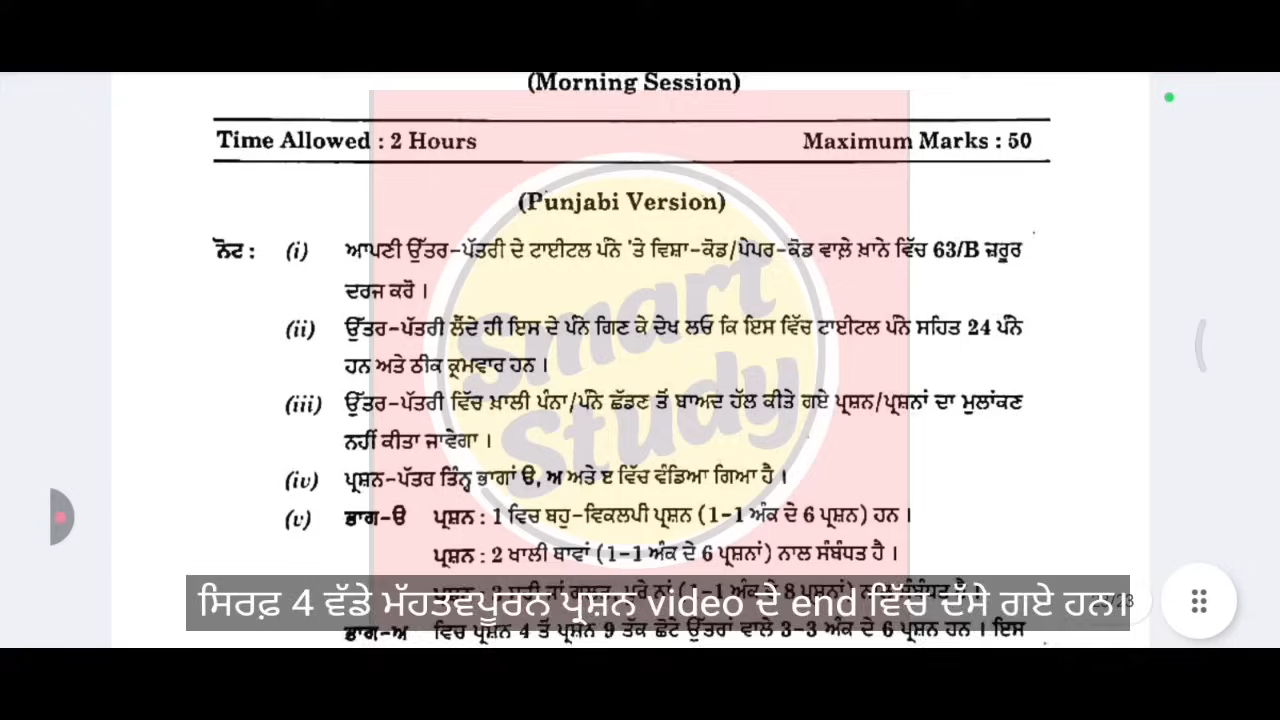 (Morning Session)
Time Allowed : 2 Hours Maximum Marks : 50
(Punjabi Version)
ਨੋਟ : (i) ਆਪਣੀ ਉੱਤਰ-ਪੱਤਰੀ ਦੇ ਟਾਈਟਲ ਪੰਨੇ 'ਤੇ ਵਿਸ਼ਾ-ਕੋਡ/ਪੇਪਰ-ਕੋਡ ਵਾਲ਼ੇ ਖ਼ਾਨੇ ਵਿੱਚ 63/B ਜ਼ਰੂਰ
ਦਰਜ ਕਰੋ ।
(ii) ਉੱਤਰ-ਪੱਤਰੀ ਲੈਂਦੇ ਹੀ ਇਸ ਦੇ ਪੰਨੇ ਗਿਣ ਕੇ ਦੇਖ ਲਓ ਕਿ ਇਸ ਵਿੱਚ ਟਾਈਟਲ ਪੰਨੇ ਸਹਿਤ 24 ਪੰਨੇ
ਹਨ ਅਤੇ ਠੀਕ ਕ੍ਰਮਵਾਰ ਹਨ ।
(iii) ਉੱਤਰ-ਪੱਤਰੀ ਵਿੱਚ ਖ਼ਾਲੀ ਪੰਨਾ/ਪੰਨੇ ਛੱਡਣ ਤੋਂ ਬਾਅਦ ਹੱਲ ਕੀਤੇ ਗਏ ਪ੍ਰਸ਼ਨ/ਪ੍ਰਸ਼ਨਾਂ ਦਾ ਮੁਲਾਂਕਣ
ਨਹੀਂ ਕੀਤਾ ਜਾਵੇਗਾ ।
(iv) ਪ੍ਰਸ਼ਨ-ਪੱਤਰ ਤਿੰਨ੍ਹ ਭਾਗਾਂ ੳ, ਅ ਅਤੇ ੲ ਵਿੱਚ ਵੰਡਿਆ ਗਿਆ ਹੈ ।
(v) ਭਾਗ-ੳ ਪ੍ਰਸ਼ਨ : 1 ਵਿਚ ਬਹੁ-ਵਿਕਲਪੀ ਪ੍ਰਸ਼ਨ (1-1 ਅੰਕ ਦੇ 6 ਪ੍ਰਸ਼ਨ) ਹਨ ।
ਪ੍ਰਸ਼ਨ : 2 ਖਾਲੀ ਥਾਵਾਂ (1-1 ਅੰਕ ਦੇ 6 ਪ੍ਰਸ਼ਨਾਂ) ਨਾਲ ਸੰਬੰਧਤ ਹੈ ।
ਸਿਰਫ਼ 4 ਵੱਡੇ ਮੱਹਤਵਪੂਰਨ ਪ੍ਰਸ਼ਨ video ਦੇ end ਵਿੱਚ ਦੱਸੇ ਗਏ ਹਨ।
ਭਾਗ-ਅ ਵਿਚ ਪ੍ਰਸ਼ਨ 4 ਤੋਂ ਪ੍ਰਸ਼ਨ 9 ਤੱਕ ਛੋਟੇ ਉੱਤਰਾਂ ਵਾਲੇ 3-3 ਅੰਕ ਦੇ 6 ਪ੍ਰਸ਼ਨ ਹਨ । ਇਸ
Smart
Study